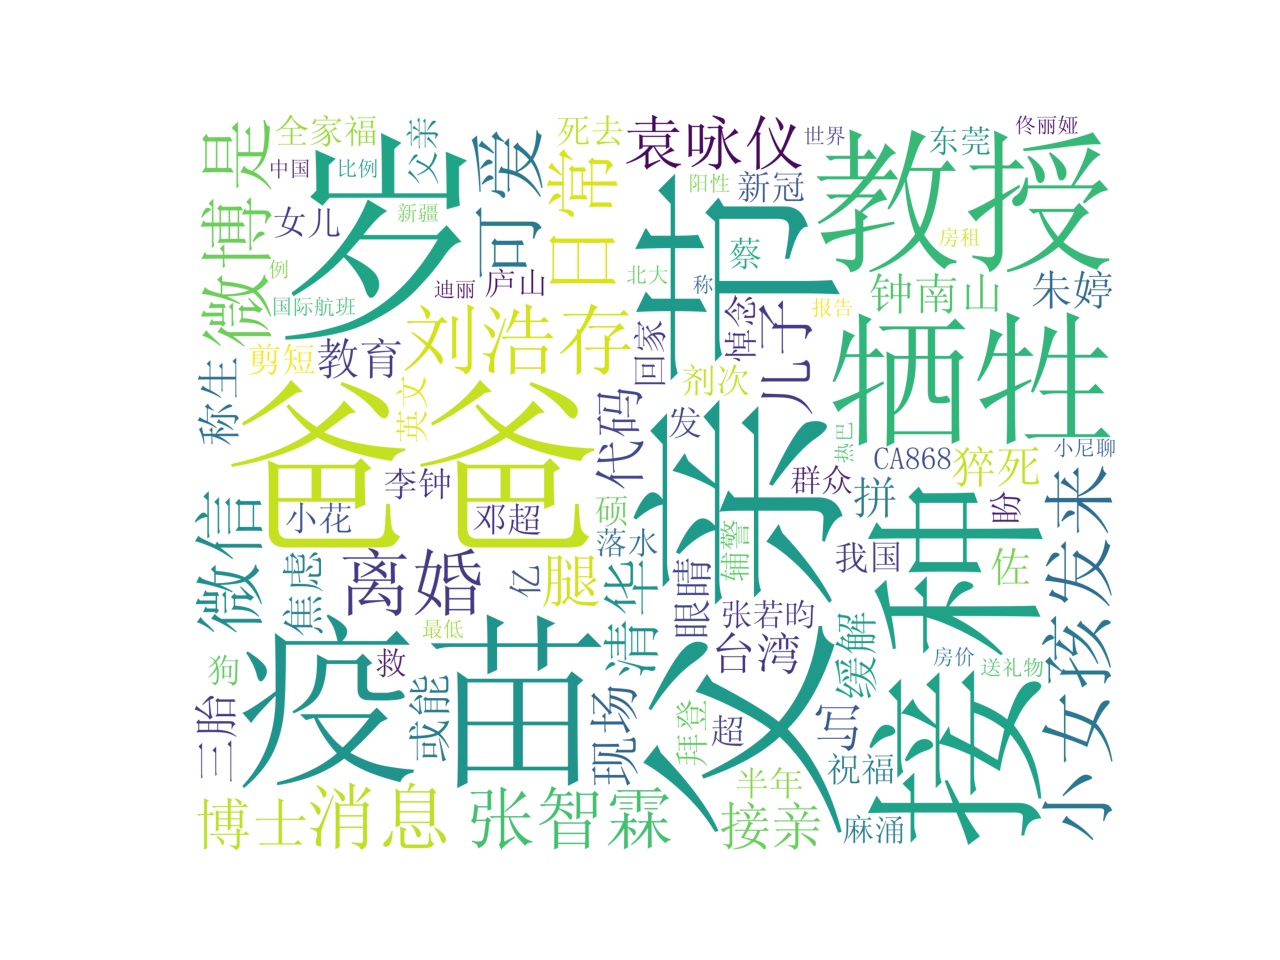 全家福
父亲
死去
袁咏仪
世界
教授
东莞
佟丽娅
是
中国
比例
岁
可爱
日常
阳性
新冠
微博
女儿
新疆
父亲节
蔡
房租
例
国际航班
迪丽
庐山
北大
称
悼念
报告
钟南山
朱婷
剪短
教育
刘浩存
回家
儿子
剂次
牺牲
称生
爸爸
英文
代码
发
热巴
CA868
猝死
小尼聊
李钟
群众
拼
接种
盼
小女孩
发来
微信
小花
邓超
硕
落水
辅警
我国
佐
焦虑
离婚
亿
腿
清华
眼睛
张若昀
台湾
缓解
房价
送礼物
疫苗
最低
狗
救
三胎
或能
现场
拜登
超
写
祝福
半年
博士
消息
张智霖
接亲
麻涌